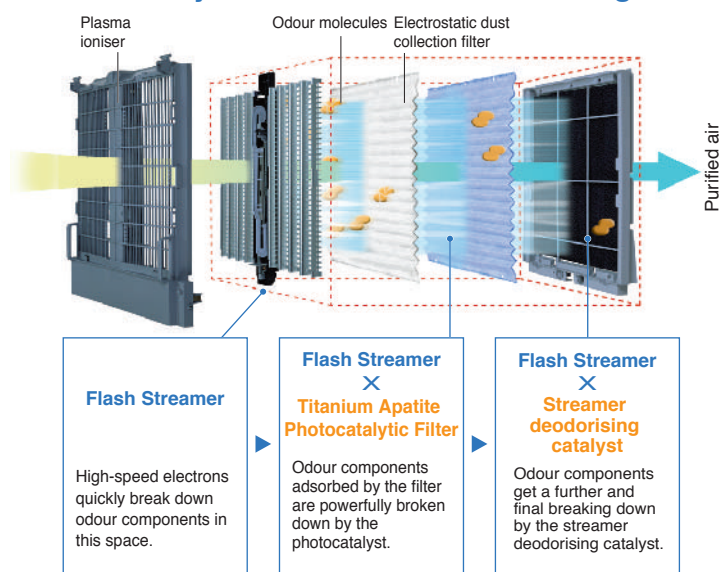 Plasma
ioniser
Odour molecules
Electrostatic dust
collection filter
Purified air
Flash Streamer
High-speed electrons
quickly break down
odour components in
this space.
Flash Streamer
×
Titanium Apatite
Photocatalytic Filter
Odour components
adsorbed by the filter
are powerfully broken
down by the
photocatalyst.
Flash Streamer
×
Streamer
deodorising
catalyst
Odour components
get a further and
final breaking down
by the streamer
deodorising catalyst.